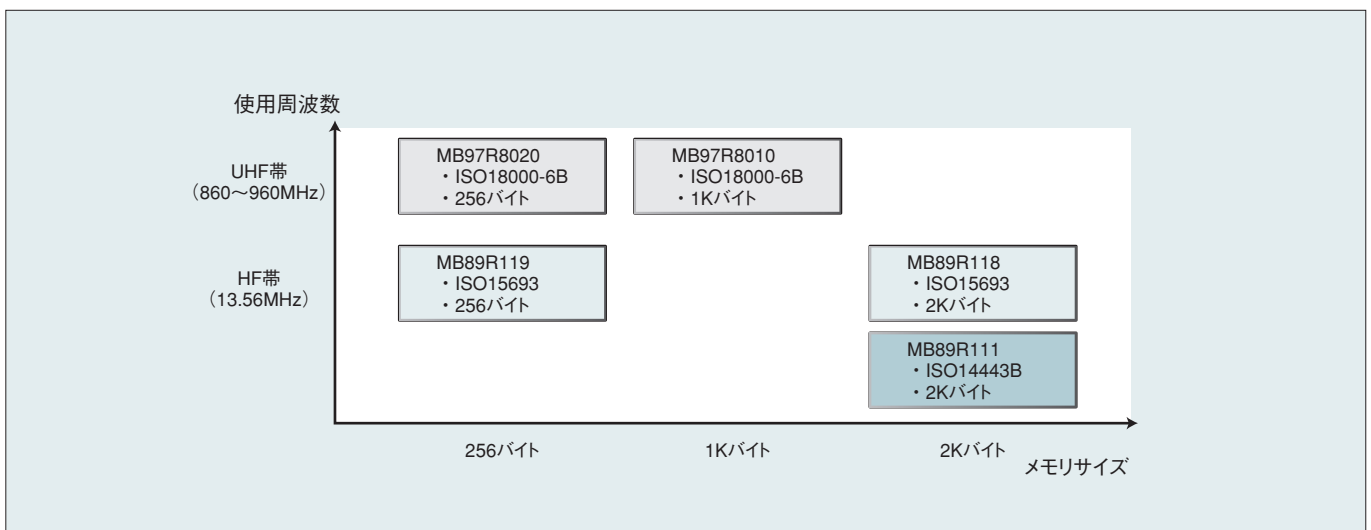 使用周波数
UHF帯
（860～960MHz）
MB97R8020
・ISO18000-6B
・256バイト
MB97R8010
・ISO18000-6B
・1Kバイト
HF帯
（13.56MHz）
MB89R119
・ISO15693
・256バイト
MB89R118
・ISO15693
・2Kバイト
MB89R111
・ISO14443B
・2Kバイト
256バイト
1Kバイト
2Kバイト
メモリサイズ